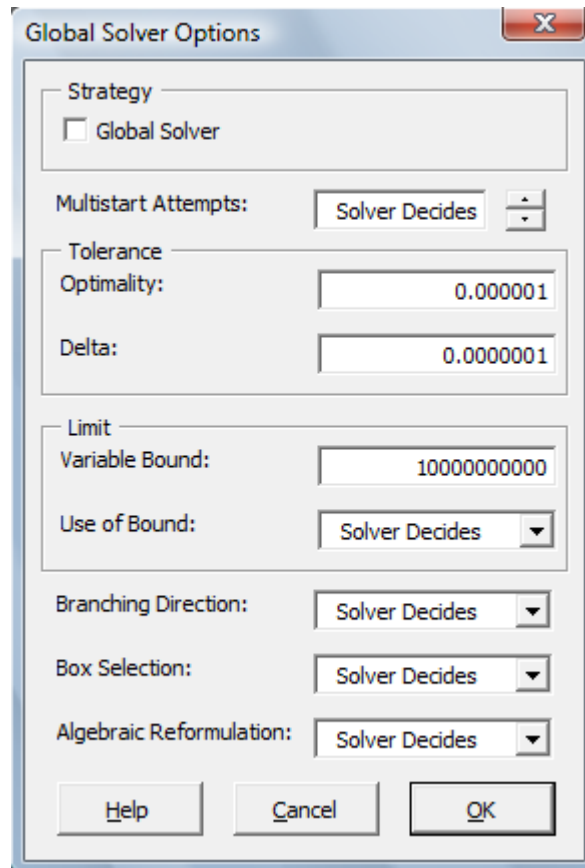 Global Solver Options
Strategy
Global Solver
Multistart Attempts: Solver Decides
Tolerance
Optimality: 0.000001
Delta: 0.0000001
Limit
Variable Bound: 10000000000
Use of Bound: Solver Decides
Branching Direction: Solver Decides
Box Selection: Solver Decides
Algebraic Reformulation: Solver Decides
Help Cancel OK